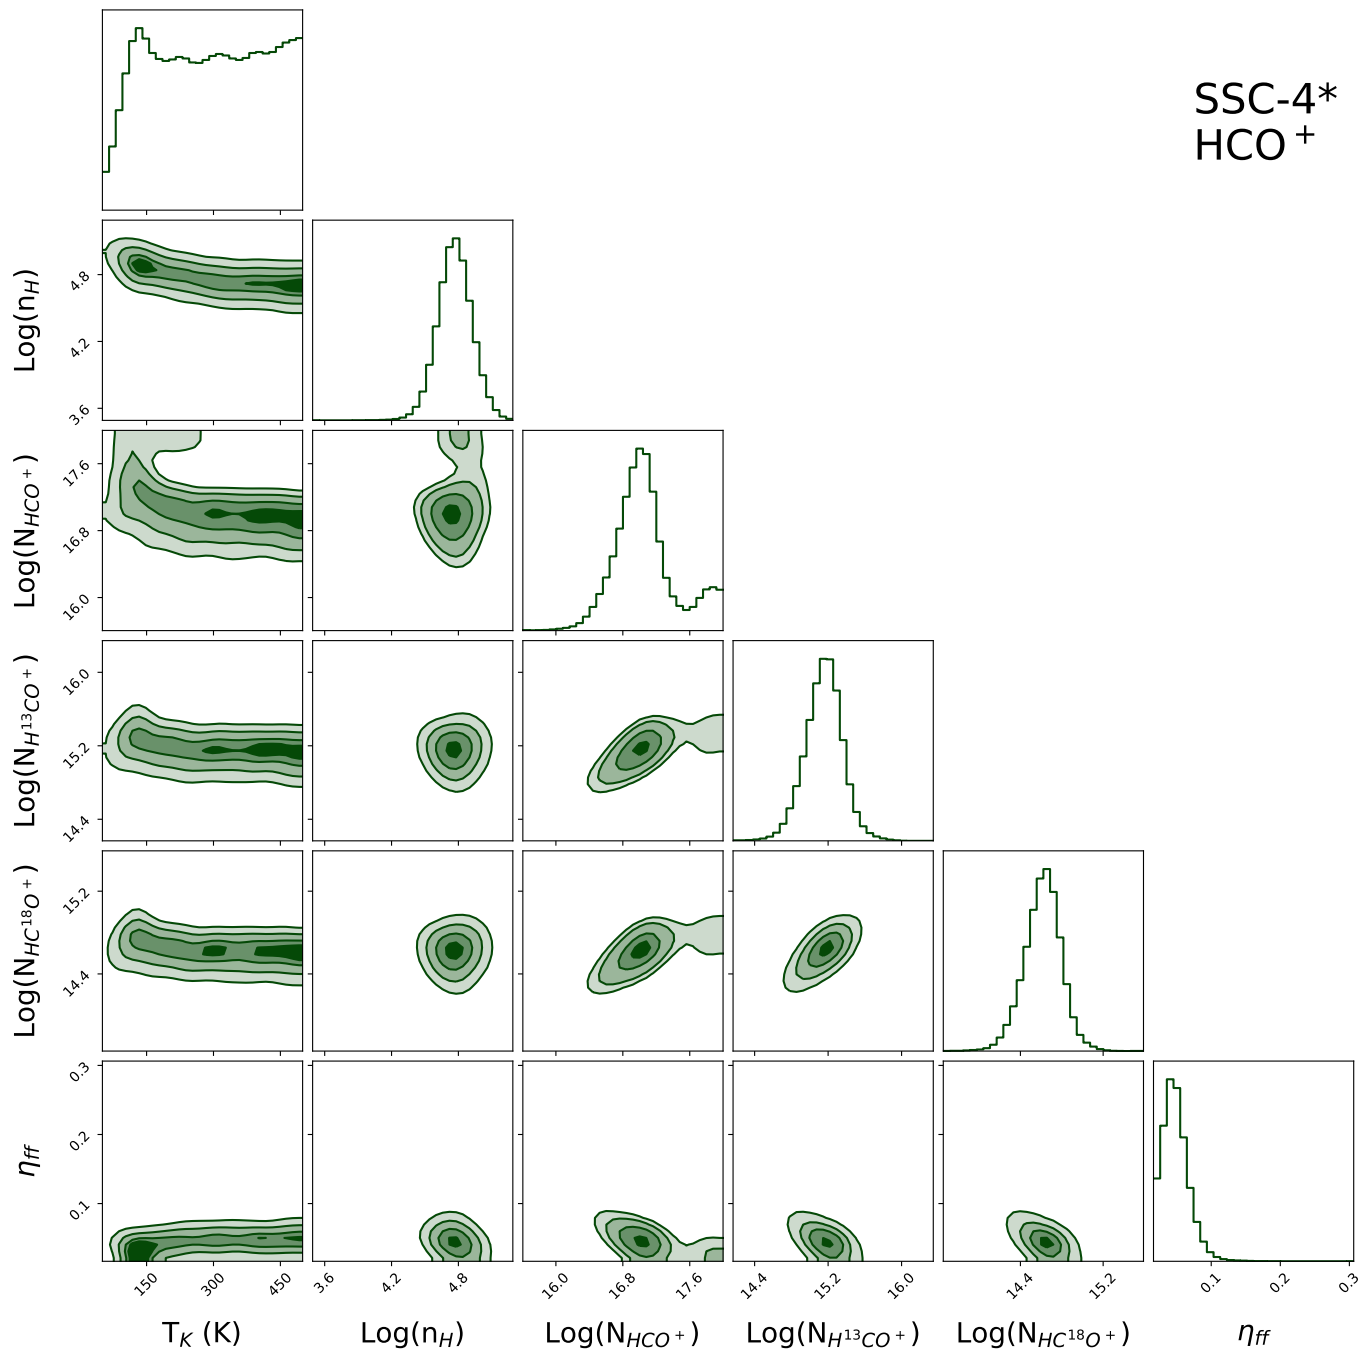 SSC-4*
HCO⁺
Log(n_H)
4.8
4.2
3.6
Log(N_HCO⁺)
17.6
16.8
16.0
Log(N_H¹³CO⁺)
16.0
15.2
14.4
Log(N_HC¹⁸O⁺)
15.2
14.4
η_ff
0.3
0.2
0.1
150 300 450
3.6 4.2 4.8
16.0 16.8 17.6
14.4 15.2 16.0
14.4 15.2
0.1 0.2 0.3
T_K (K)
Log(n_H)
Log(N_HCO⁺)
Log(N_H¹³CO⁺)
Log(N_HC¹⁸O⁺)
η_ff